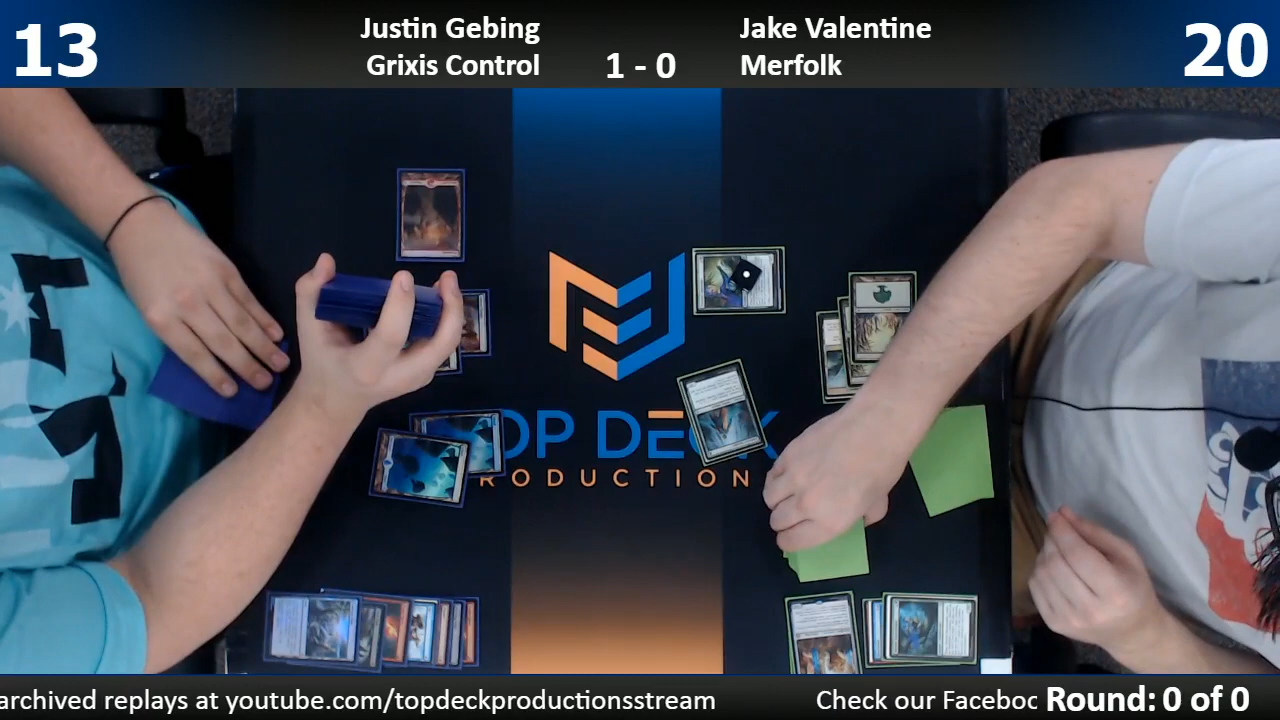 13
Justin Gebing
Grixis Control
1 - 0
Jake Valentine
Merfolk
20
OP DECK
RODUCTION
archived replays at youtube.com/topdeckproductionsstream
Check our Faceboc
Round: 0 of 0